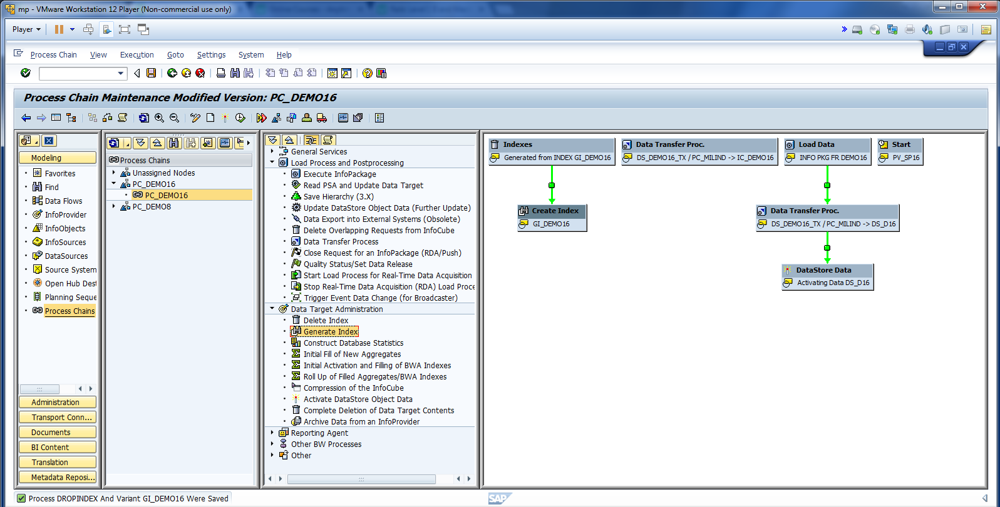 mp - VMware Workstation 12 Player (Non-commercial use only)
Player
Process Chain View Execution Goto Settings System Help
Process Chain Maintenance Modified Version: PC_DEMO16
Modeling
Favorites
Find
Data Flows
InfoProvider
InfoObjects
InfoSources
DataSources
Source System
Open Hub Dest
Planning Seque
Process Chains
Administration
Transport Conn...
Documents
BI Content
Translation
Metadata Reposi...
Process Chains
Unassigned Nodes
PC_DEMO16
PC_DEMO16
PC_DEMO8
General Services
Load Process and Postprocessing
Execute InfoPackage
Read PSA and Update Data Target
Save Hierarchy (3.X)
Update DataStore Object Data (Further Update)
Data Export into External Systems (Obsolete)
Delete Overlapping Requests from InfoCube
Data Transfer Process
Close Request for an InfoPackage (RDA/Push)
Quality Status/Set Data Release
Start Load Process for Real-Time Data Acquisition
Stop Real-Time Data Acquisition (RDA) Load Proce
Trigger Event Data Change (for Broadcaster)
Data Target Administration
Delete Index
Generate Index
Construct Database Statistics
Initial Fill of New Aggregates
Initial Activation and Filling of BWA Indexes
Roll Up of Filled Aggregates/BWA Indexes
Compression of the InfoCube
Activate DataStore Object Data
Complete Deletion of Data Target Contents
Archive Data from an InfoProvider
Reporting Agent
Other BW Processes
Other
Indexes
Generated from INDEX GI_DEMO16
Data Transfer Proc.
DS_DEMO16_TX / PC_MILIND -> IC_DEMO16
Load Data
INFO PKG FR DEMO16
Start
PV_SP16
Create Index
GI_DEMO16
Data Transfer Proc.
DS_DEMO16_TX / PC_MILIND -> DS_D16
DataStore Data
Activating Data DS_D16
Process DROPINDEX And Variant GI_DEMO16 Were Saved
SAP